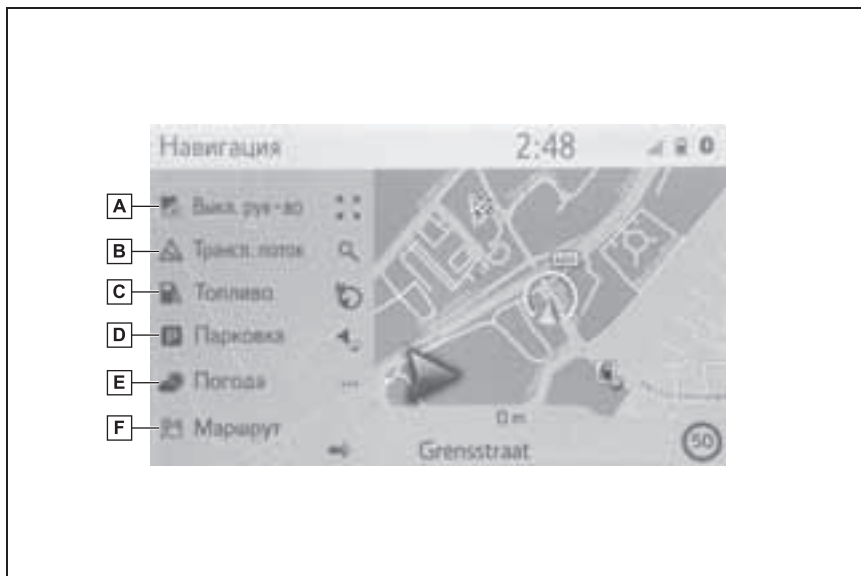 Навигация 2:48
A Выкл. рук-во
B Трансп. поток
C Топливо
D Парковка
E Погода
F Маршрут
0 m
Grensstraat 50